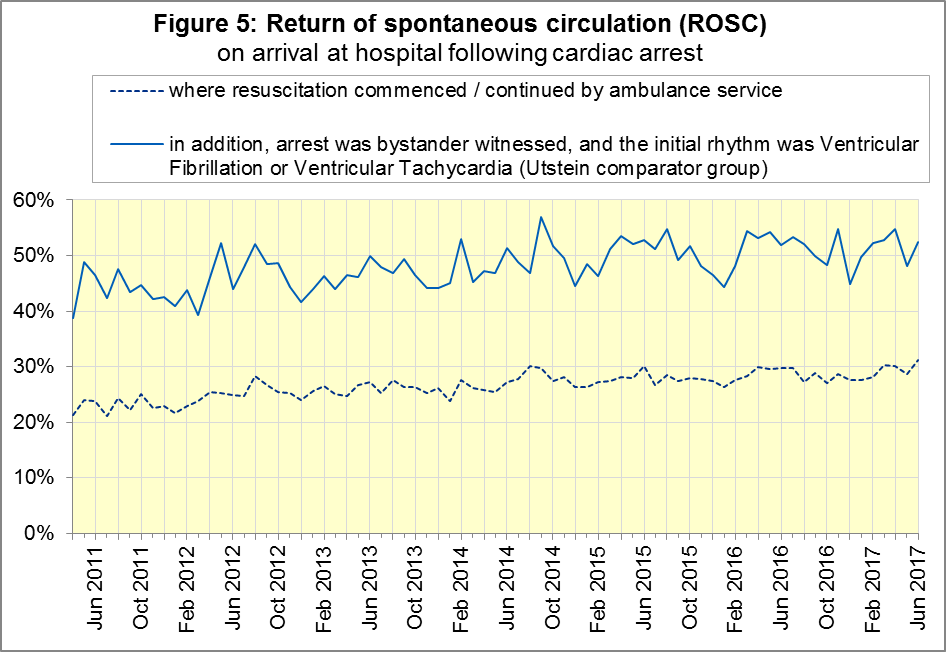 Figure 5: Return of spontaneous circulation (ROSC)
on arrival at hospital following cardiac arrest
where resuscitation commenced / continued by ambulance service
in addition, arrest was bystander witnessed, and the initial rhythm was Ventricular
Fibrillation or Ventricular Tachycardia (Utstein comparator group)
60%
50%
40%
30%
20%
10%
0%
Jun 2011
Oct 2011
Feb 2012
Jun 2012
Oct 2012
Feb 2013
Jun 2013
Oct 2013
Feb 2014
Jun 2014
Oct 2014
Feb 2015
Jun 2015
Oct 2015
Feb 2016
Jun 2016
Oct 2016
Feb 2017
Jun 2017